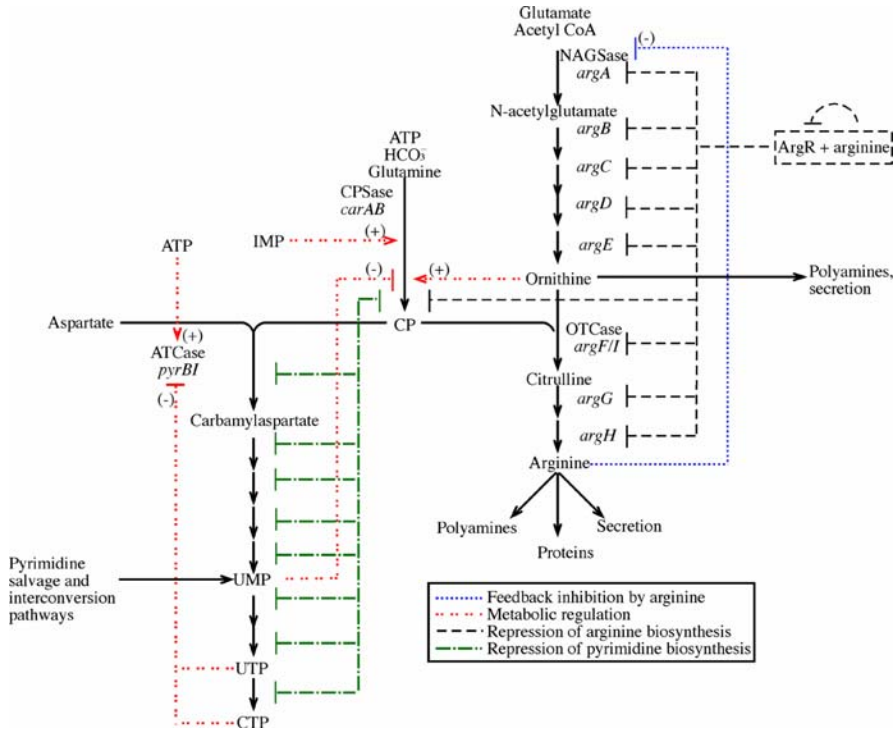 Glutamate
Acetyl CoA
NAGSase
(-)
argA
N-acetylglutamate
argB
ArgR + arginine
argC
argD
argE
ATP
HCO₃⁻
Glutamine
CPSase
carAB
IMP
(+)
ATP
(-)
(+)
Ornithine
Polyamines,
secretion
Aspartate
CP
(+)
ATCase
pyrBI
(-)
OTCase
argF/I
Citrulline
argG
argH
Carbamylaspartate
Arginine
Polyamines
Secretion
Proteins
Pyrimidine
salvage and
interconversion
pathways
UMP
UTP
CTP
Feedback inhibition by arginine
Metabolic regulation
Repression of arginine biosynthesis
Repression of pyrimidine biosynthesis